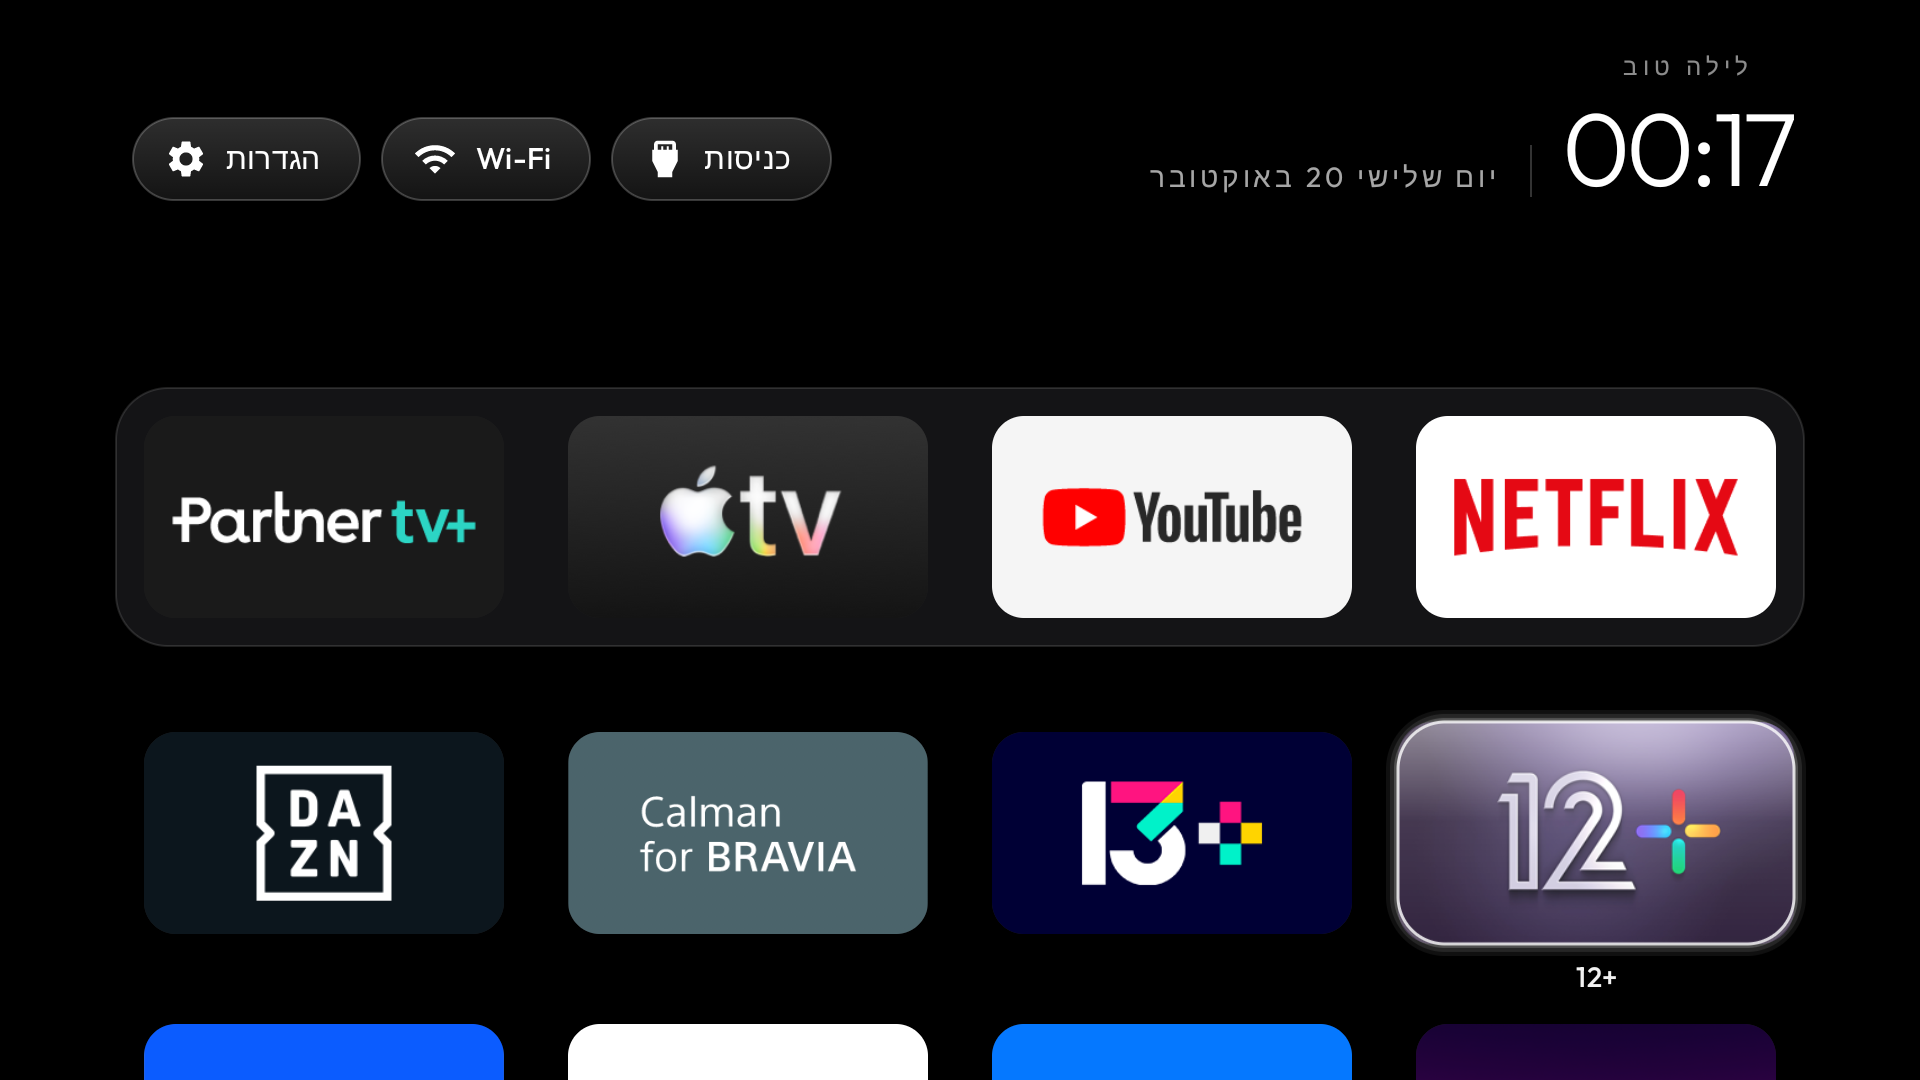 לילה טוב
00:17
יום שלישי 20 באוקטובר
כניסות
Wi-Fi
הגדרות
NETFLIX
YouTube
tv
Partner tv+
12+
13+
Calman
for BRAVIA
DA
ZN
12+